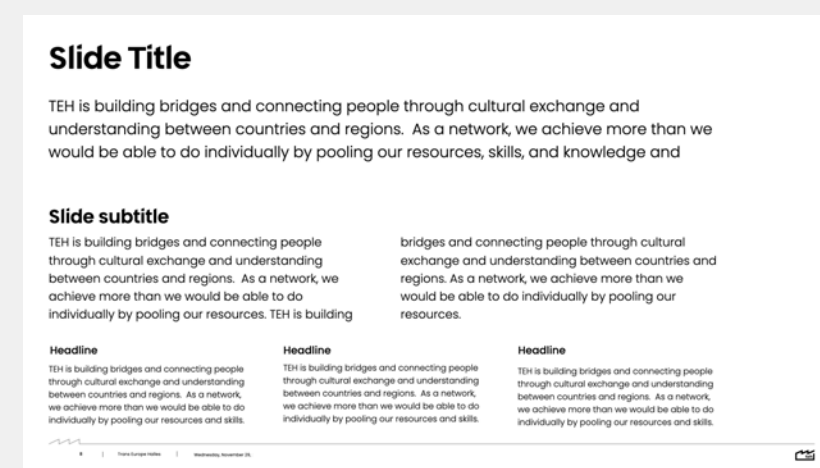 Slide Title
TEH is building bridges and connecting people through cultural exchange and
understanding between countries and regions.  As a network, we achieve more than we
would be able to do individually by pooling our resources, skills, and knowledge and
Slide subtitle
TEH is building bridges and connecting people
through cultural exchange and understanding
between countries and regions.  As a network, we
achieve more than we would be able to do
individually by pooling our resources. TEH is building
bridges and connecting people through cultural
exchange and understanding between countries and
regions. As a network, we achieve more than we
would be able to do individually by pooling our
resources.
Headline
TEH is building bridges and connecting people
through cultural exchange and understanding
between countries and regions.  As a network,
we achieve more than we would be able to do
individually by pooling our resources and skills.
Headline
TEH is building bridges and connecting people
through cultural exchange and understanding
between countries and regions.  As a network,
we achieve more than we would be able to do
individually by pooling our resources and skills.
Headline
TEH is building bridges and connecting people
through cultural exchange and understanding
between countries and regions.  As a network,
we achieve more than we would be able to do
individually by pooling our resources and skills.
Trans Europe Halles | Wednesday, November 29,